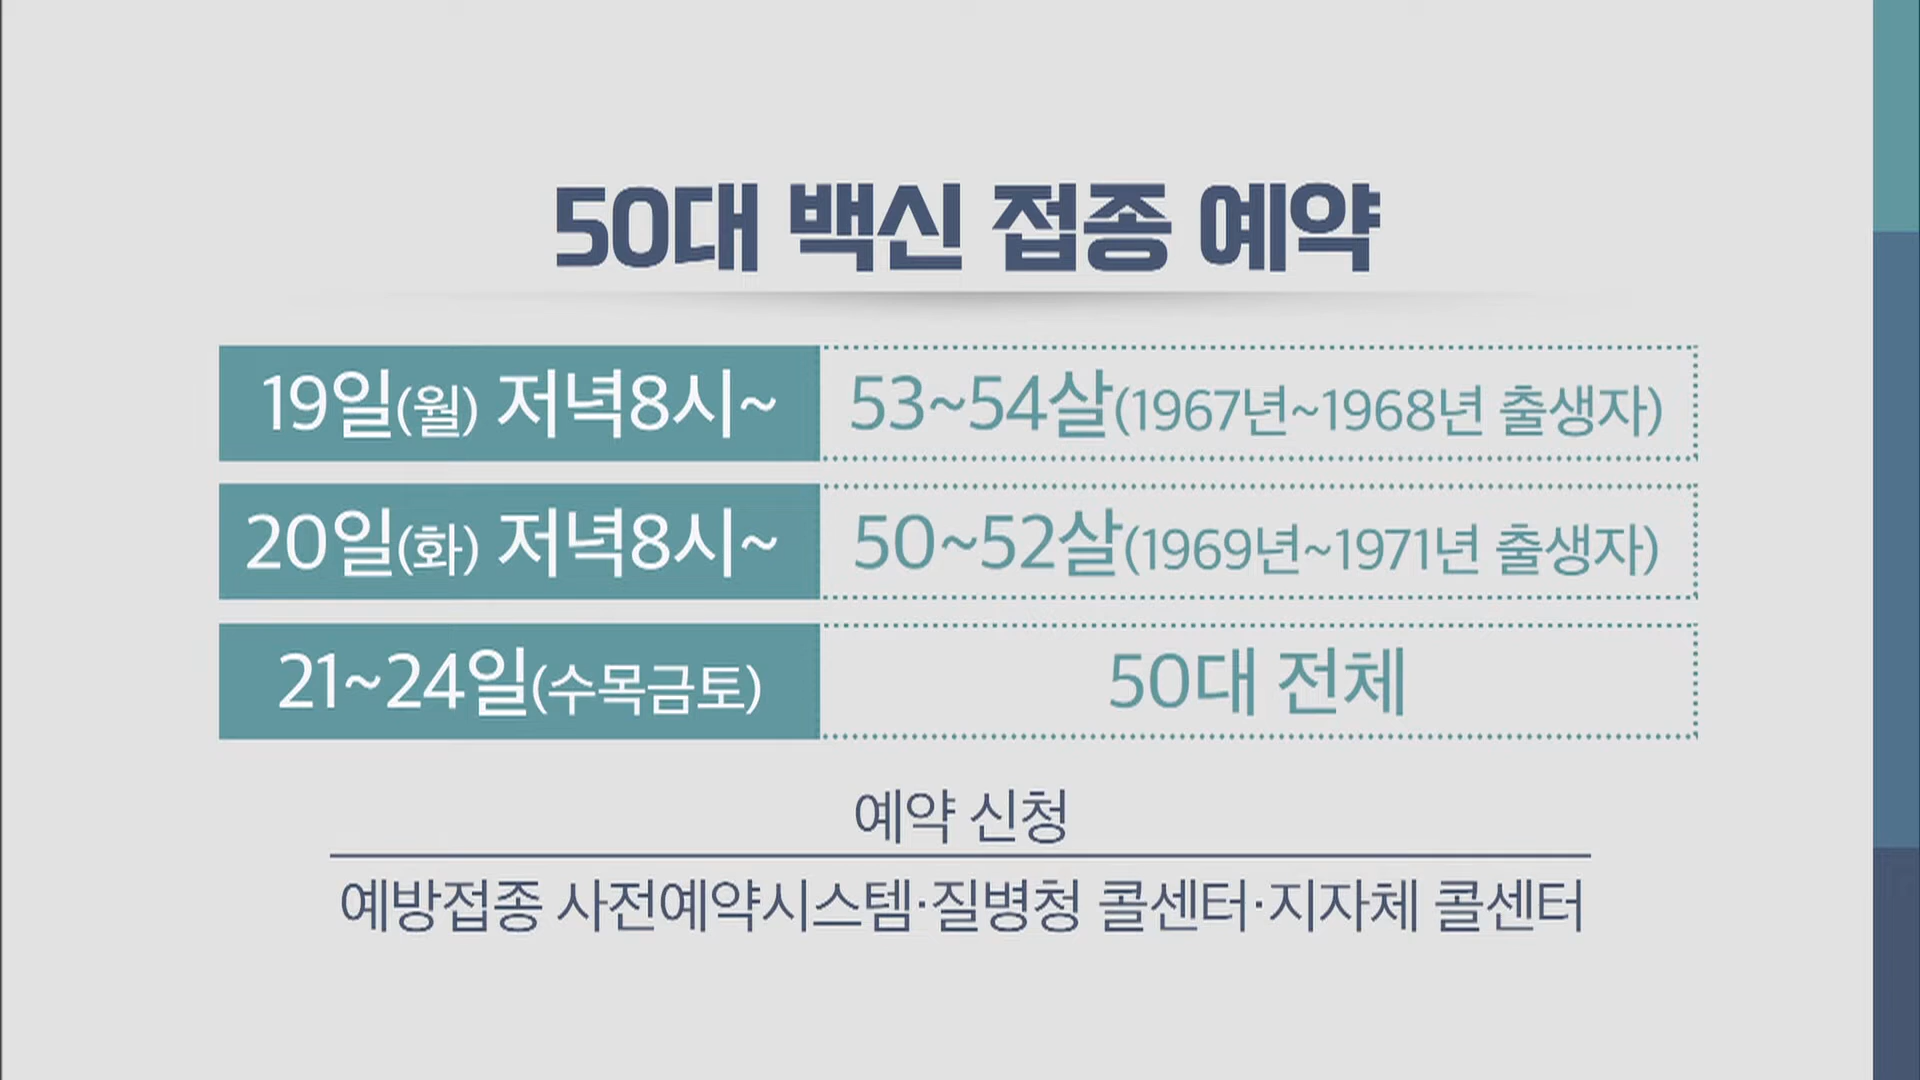 50대 백신 접종 예약
19일(월) 저녁8시~ 53~54살(1967년~1968년 출생자)
20일(화) 저녁8시~ 50~52살(1969년~1971년 출생자)
21~24일(수목금토) 50대 전체
예약 신청
예방접종 사전예약시스템·질병청 콜센터·지자체 콜센터